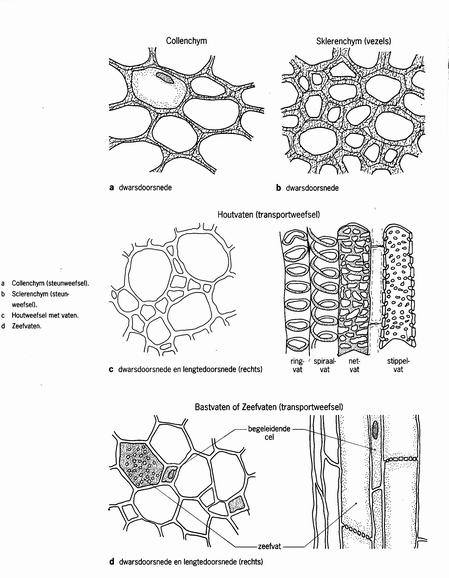 Collenchym
Sklerenchym (vezels)
a dwarsdoorsnede
b dwarsdoorsnede
Houtvaten (transportweefsel)
a Collenchym (steunweefsel).
b Sclerenchym (steun-
weefsel).
c Houtweefsel met vaten.
d Zeefvaten.
ring-
vat
spiraal-
vat
net-
vat
stippel-
vat
c dwarsdoorsnede en lengtedoorsnede (rechts)
Bastvaten of Zeefvaten (transportweefsel)
begeleidende
cel
zeefvat
d dwarsdoorsnede en lengtedoorsnede (rechts)